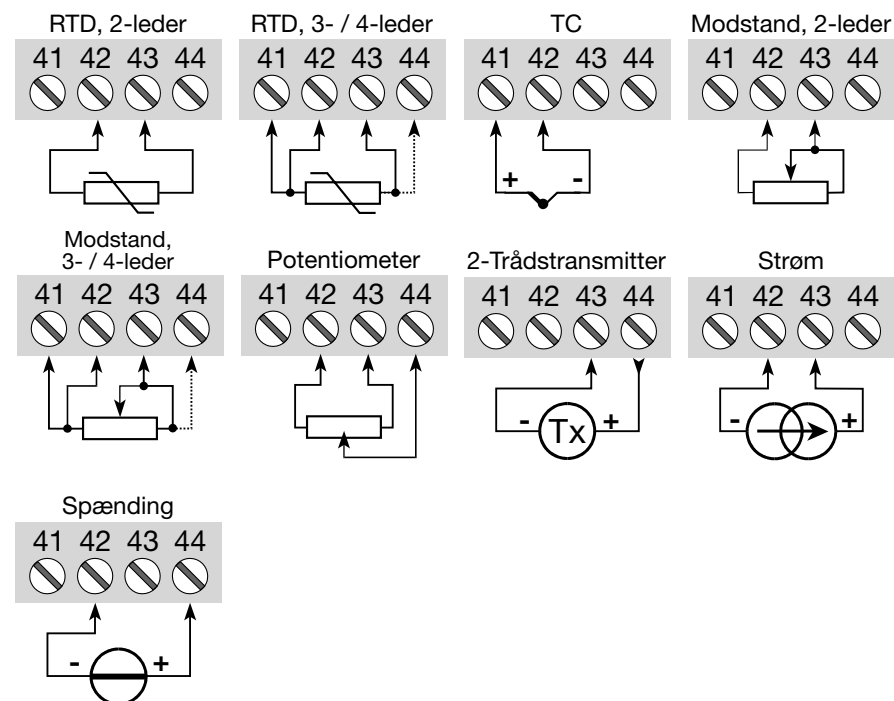 RTD, 2-leder
41 42 43 44
RTD, 3- / 4-leder
41 42 43 44
TC
41 42 43 44
+ -
Modstand, 2-leder
41 42 43 44
Modstand,
3- / 4-leder
41 42 43 44
Potentiometer
41 42 43 44
2-Trådstransmitter
41 42 43 44
- Tx +
Strøm
41 42 43 44
- +
Spænding
41 42 43 44
- +